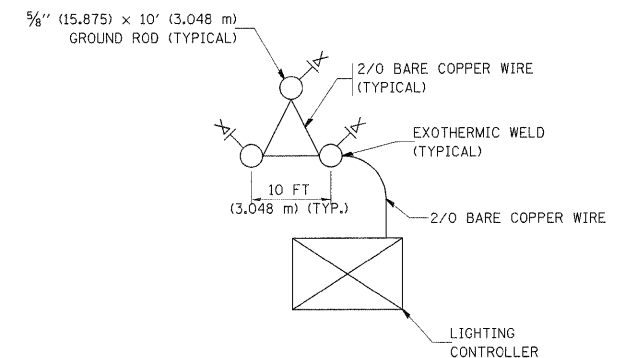 5/8'' (15.875) x 10' (3.048 m)
GROUND ROD (TYPICAL)
2/0 BARE COPPER WIRE
(TYPICAL)
EXOTHERMIC WELD
(TYPICAL)
10 FT
(3.048 m) (TYP.)
2/0 BARE COPPER WIRE
LIGHTING
CONTROLLER